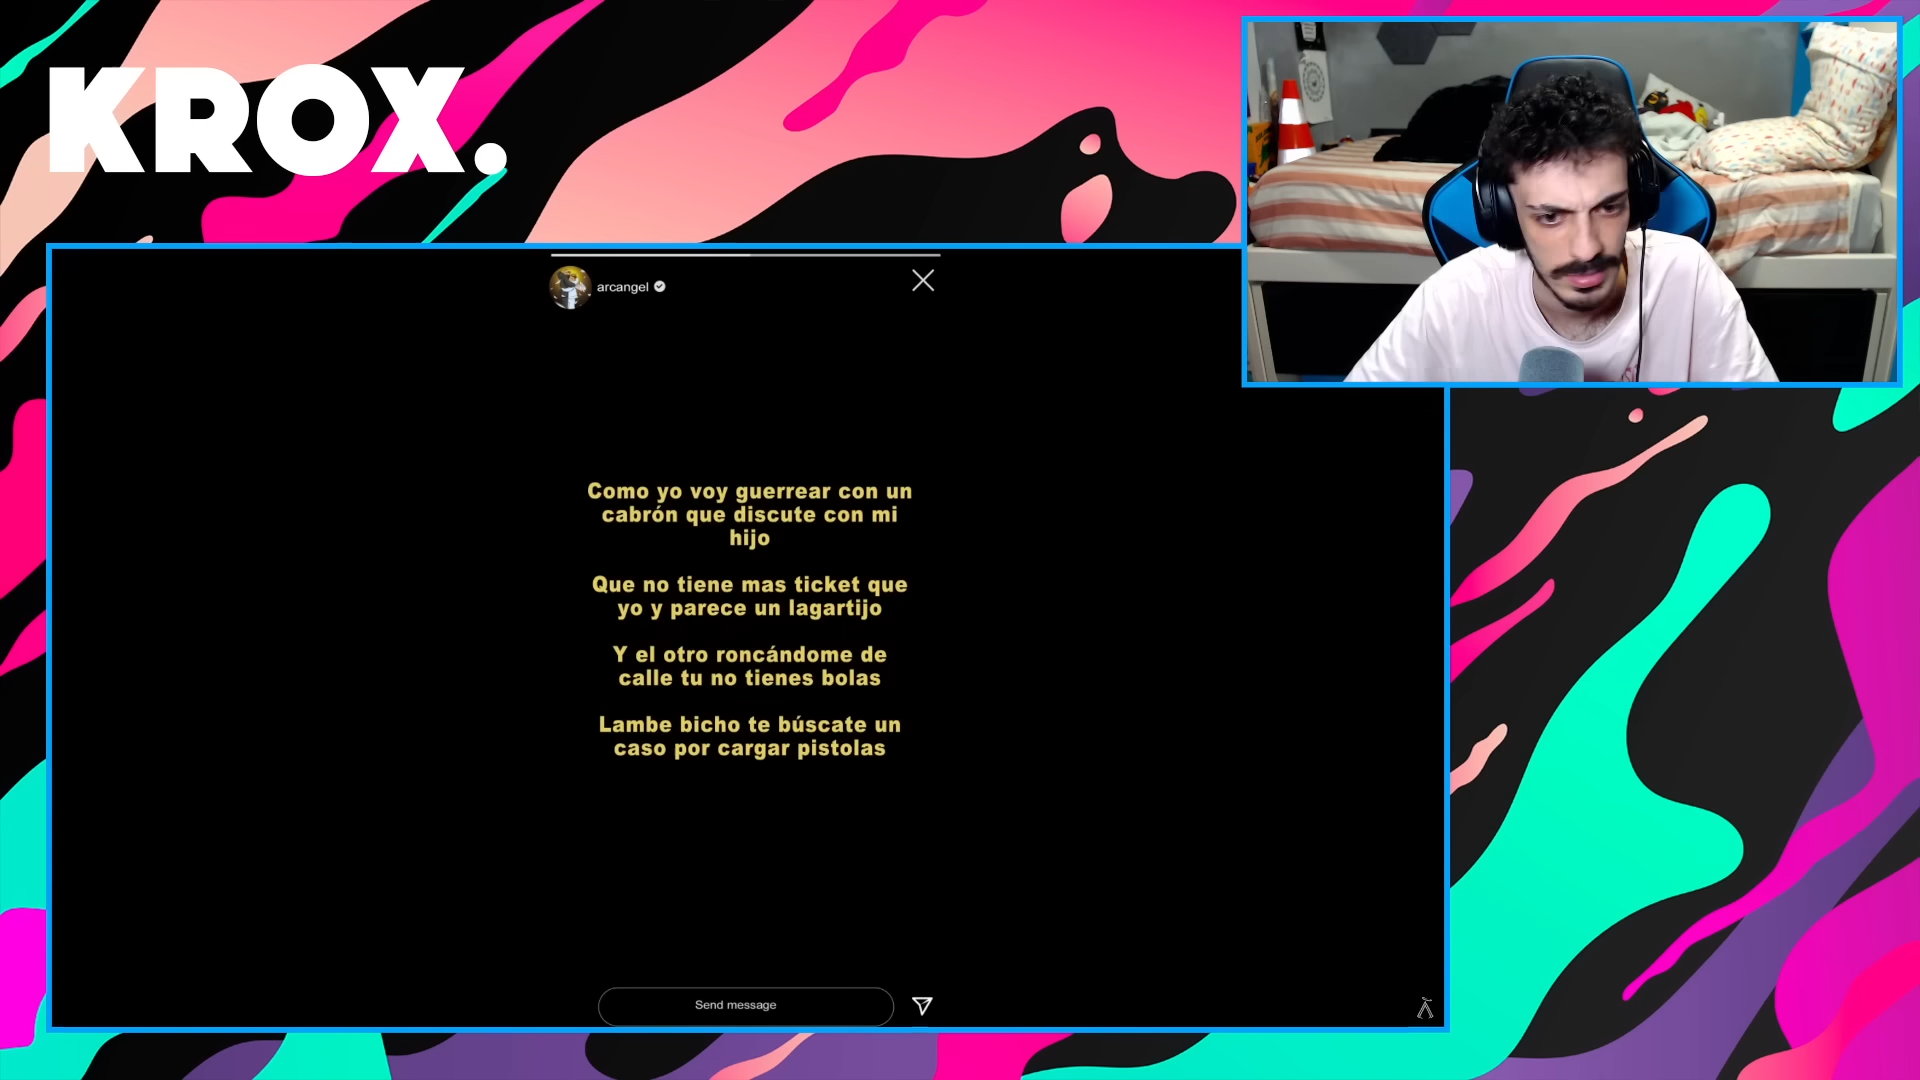 KROX.
arcangel
Como yo voy guerrear con un
cabrón que discute con mi
hijo
Que no tiene mas ticket que
yo y parece un lagartijo
Y el otro roncándome de
calle tu no tienes bolas
Lambe bicho te búscate un
caso por cargar pistolas
Send message